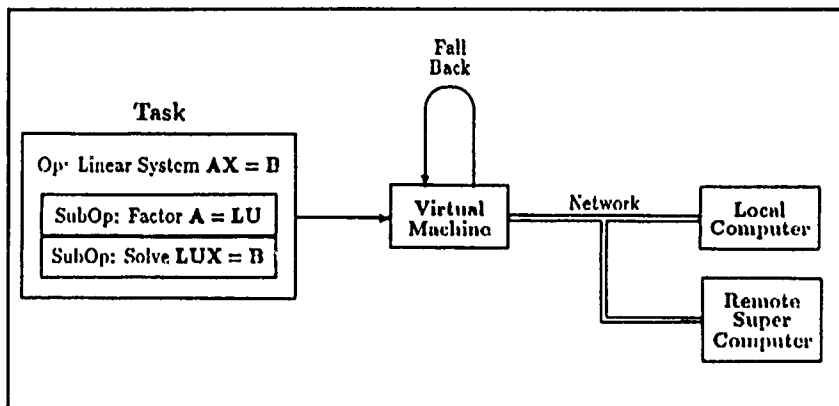 Fall
Back
Task
Op: Linear System AX = B
SubOp: Factor A = LU
SubOp: Solve LUX = B
Virtual
Machine
Network
Local
Computer
Remote
Super
Computer